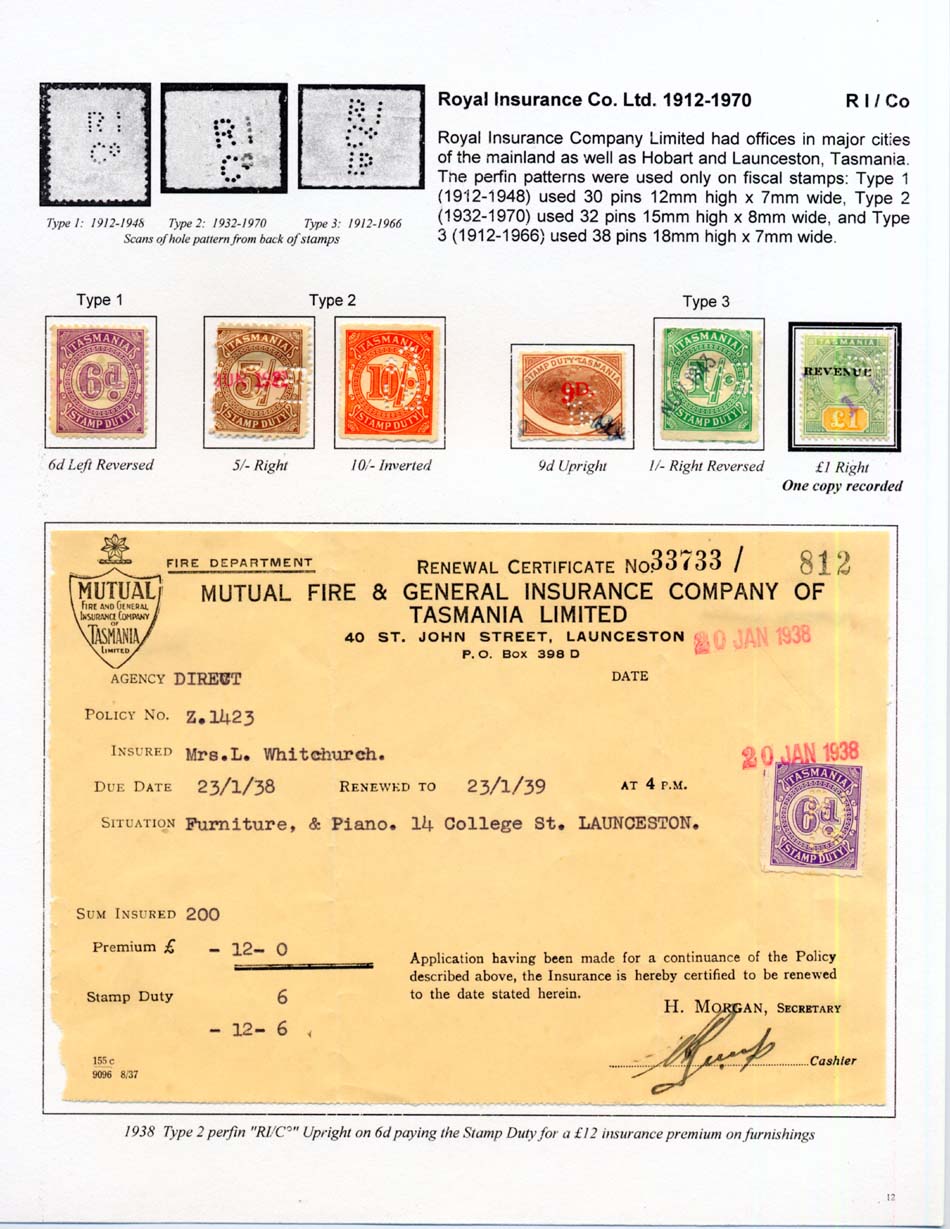 Royal Insurance Co. Ltd. 1912-1970 R I / Co
Royal Insurance Company Limited had offices in major cities
of the mainland as well as Hobart and Launceston, Tasmania.
The perfin patterns were used only on fiscal stamps: Type 1
(1912-1948) used 30 pins 12mm high x 7mm wide, Type 2
(1932-1970) used 32 pins 15mm high x 8mm wide, and Type
3 (1912-1966) used 38 pins 18mm high x 7mm wide.
RI
Co
RI
Co
RI
Co
B
Type 1: 1912-1948 Type 2: 1932-1970 Type 3: 1912-1966
Scans of hole pattern from back of stamps
Type 1 Type 2 Type 3
TASMANIA
6d.
STAMP DUTY
TASMANIA
5/-
STAMP DUTY
TASMANIA
10/-
STAMP DUTY
STAMP DUTY TASMANIA
9D.
TASMANIA
1/-
STAMP DUTY
TASMANIA
REVENUE
£1
6d Left Reversed 5/- Right 10/- Inverted 9d Upright 1/- Right Reversed £1 Right
One copy recorded
MUTUAL
FIRE AND GENERAL
INSURANCE COMPANY
OF
TASMANIA
LIMITED
FIRE DEPARTMENT
RENEWAL CERTIFICATE No. 33733 / 812
MUTUAL FIRE & GENERAL INSURANCE COMPANY OF
TASMANIA LIMITED
40 ST. JOHN STREET, LAUNCESTON
20 JAN 1938
P.O. Box 398 D
AGENCY DIRECT DATE
POLICY No. Z.1423
INSURED Mrs.L. Whitchurch.
20 JAN 1938
DUE DATE 23/1/38 RENEWED TO 23/1/39 AT 4 P.M.
TASMANIA
6d.
STAMP DUTY
SITUATION Furniture, & Piano. 14 College St. LAUNCESTON.
SUM INSURED 200
Premium £ - 12- 0
Stamp Duty 6
- 12- 6
Application having been made for a continuance of the Policy
described above, the Insurance is hereby certified to be renewed
to the date stated herein.
H. MORGAN, SECRETARY
Cashier
155 c
9096 8/37
1938 Type 2 perfin "RI/Cº" Upright on 6d paying the Stamp Duty for a £12 insurance premium on furnishings
12